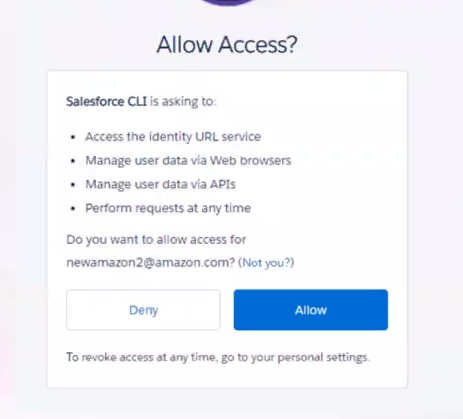 Allow Access?
Salesforce CLI is asking to:
• Access the identity URL service
• Manage user data via Web browsers
• Manage user data via APIs
• Perform requests at any time
Do you want to allow access for
newamazon2@amazon.com? (Not you?)
Deny
Allow
To revoke access at any time, go to your personal settings.